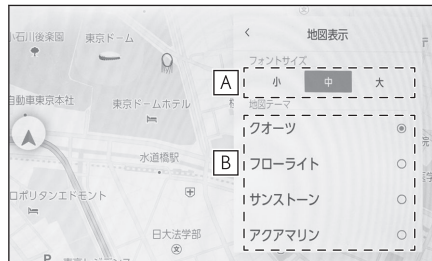 小石川後楽園
東京ドーム
自動車東京本社
東京ドームホテル
水道橋駅
ロポリタンエドモント
日大法学部
文
P
地図表示
フォントサイズ
A
小
中
大
地図テーマ
B
クオーツ
フローライト
サンストーン
アクアマリン